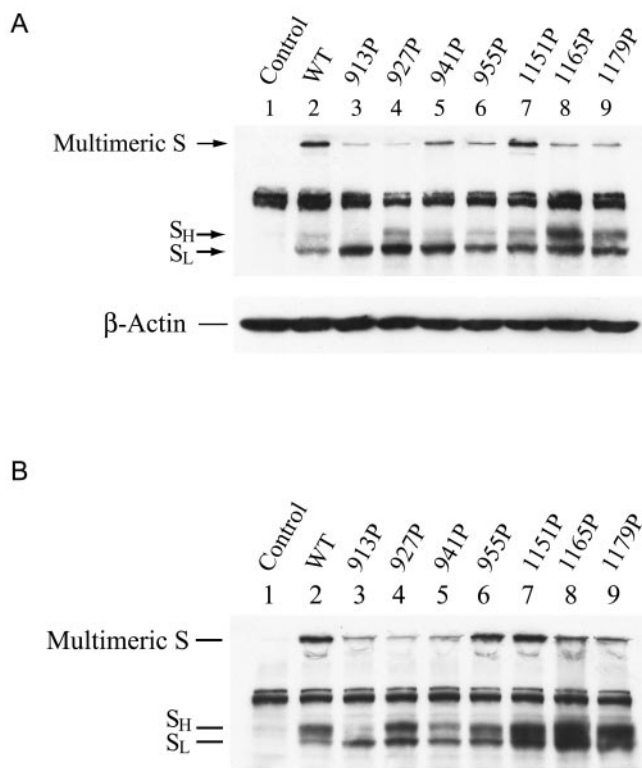 A
Control WT 913P 927P 941P 955P 1151P 1165P 1179P
1 2 3 4 5 6 7 8 9
Multimeric S
SH
SL
β-Actin
B
Control WT 913P 927P 941P 955P 1151P 1165P 1179P
1 2 3 4 5 6 7 8 9
Multimeric S
SH
SL